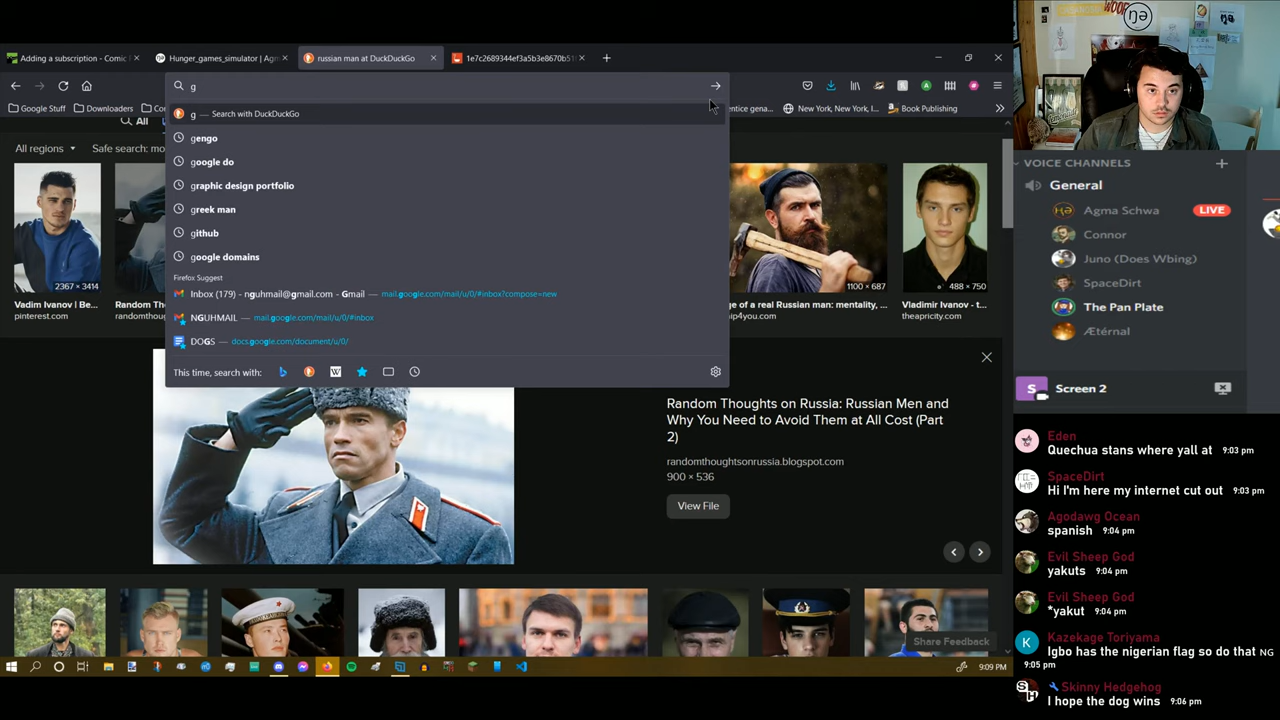 Adding a subscription - Comic
Hunger_games_simulator | Agm
russian man at DuckDuckGo
1e7c2689344ef3a5b3e8670b51
g
Google Stuff
Downloads
Co
entice gena...
New York, New York, I...
Book Publishing
g — Search with DuckDuckGo
gengo
google do
graphic design portfolio
greek man
github
google domains
Firefox Suggest
Inbox (179) - nguhmail@gmail.com - Gmail — mail.google.com/mail/u/0/#inbox?compose=new
NGUHMAIL — mail.google.com/mail/u/0/#inbox
DOGS — docs.google.com/document/u/0/
This time, search with:
All
All regions
Safe search: mo
2367 × 3414
Vadim Ivanov | Be...
pinterest.com
Random Th
randomthou
1100 × 687
ge of a real Russian man: mentality, ...
ip4you.com
488 × 750
Vladimir Ivanov - t
theapricity.com
Random Thoughts on Russia: Russian Men and
Why You Need to Avoid Them at All Cost (Part
2)
randomthoughtsonrussia.blogspot.com
900 × 536
View File
Share Feedback
9:09 PM
ŋə
VOICE CHANNELS
General
Agma Schwa
LIVE
Connor
Juno (Does Wbing)
SpaceDirt
The Pan Plate
Ætérnal
S
Screen 2
Eden
Quechua stans where yall at 9:03 pm
SpaceDirt
Hi I'm here my internet cut out 9:03 pm
Agodawg Ocean
spanish 9:04 pm
Evil Sheep God
yakuts 9:04 pm
Evil Sheep God
*yakut 9:04 pm
K
Kazekage Toriyama
Igbo has the nigerian flag so do that NG
9:05 pm
Skinny Hedgehog
I hope the dog wins 9:06 pm